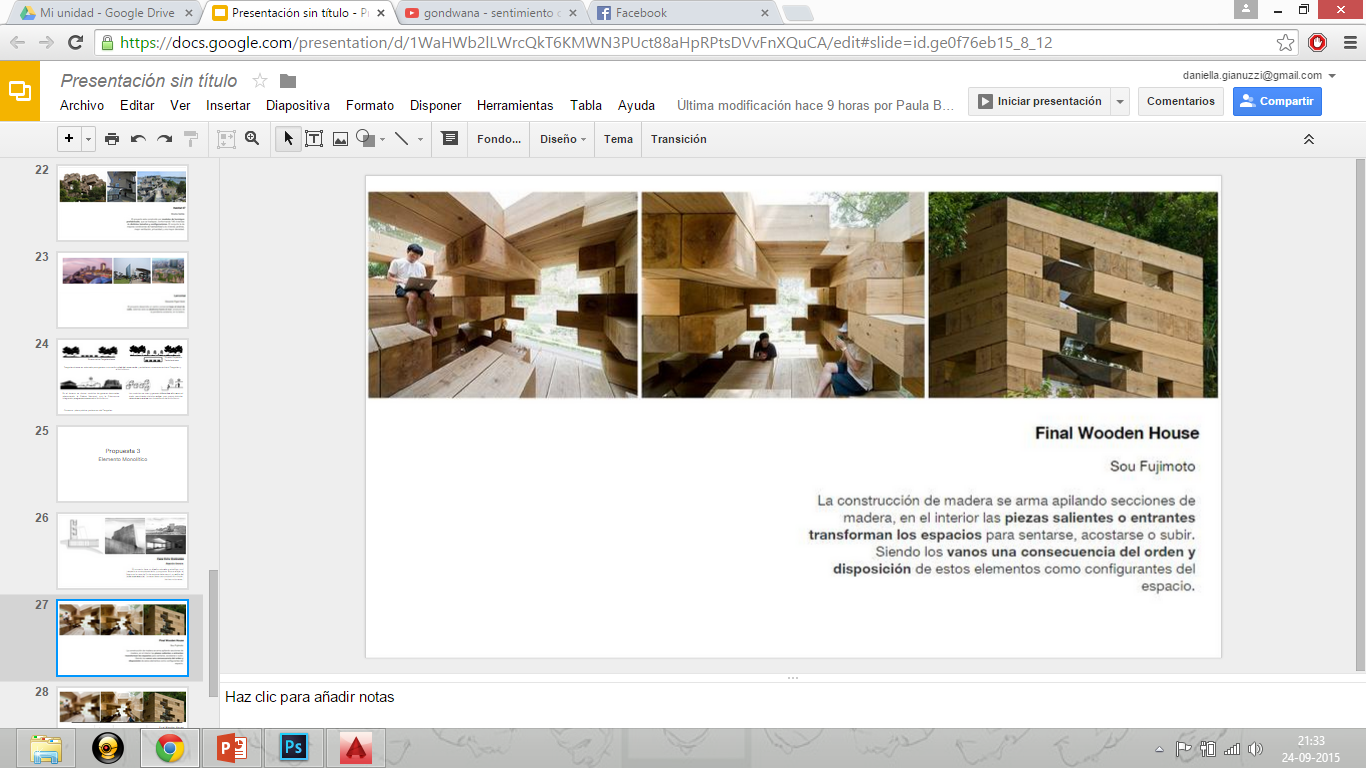 Mi unidad - Google Drive
Presentación sin título - P
gondwana - sentimiento
Facebook
https://docs.google.com/presentation/d/1WaHWb2lLWrcQkT6KMWN3PUct88aHpRPtsDVvFnXQuCA/edit#slide=id.ge0f76eb15_8_12
Presentación sin título
daniella.gianuzzi@gmail.com
Archivo Editar Ver Insertar Diapositiva Formato Disponer Herramientas Tabla Ayuda Última modificación hace 9 horas por Paula B…
Iniciar presentación Comentarios Compartir
Fondo... Diseño Tema Transición
22
23
24
25
Propuesta 3
Elemento Monolítico
26
27
Final Wooden House
Sou Fujimoto
28
Final Wooden House
Sou Fujimoto
La construcción de madera se arma apilando secciones de
madera, en el interior las piezas salientes o entrantes
transforman los espacios para sentarse, acostarse o subir.
Siendo los vanos una consecuencia del orden y
disposición de estos elementos como configurantes del
espacio.
Haz clic para añadir notas
Ps
21:33
24-09-2015